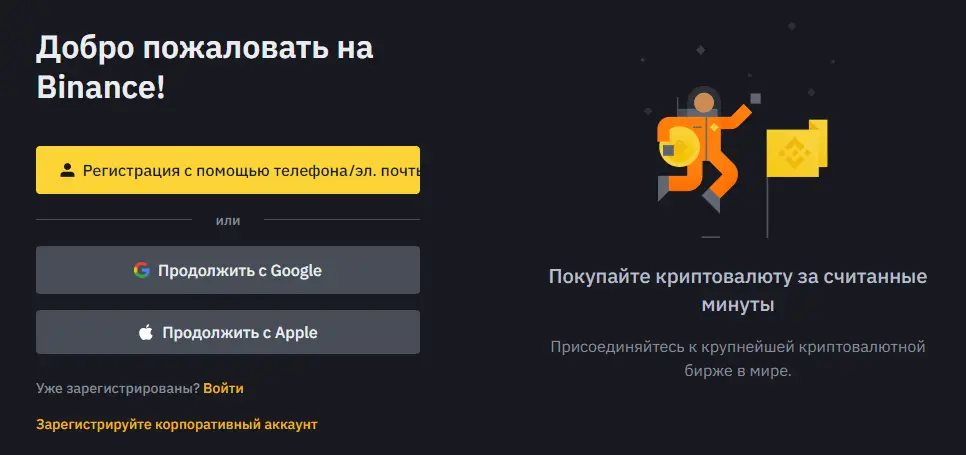 Добро пожаловать на
Binance!
Регистрация с помощью телефона/эл. почты
или
Продолжить с Google
Продолжить с Apple
Уже зарегистрированы? Войти
Зарегистрируйте корпоративный аккаунт
Покупайте криптовалюту за считанные
минуты
Присоединяйтесь к крупнейшей криптовалютной
бирже в мире.